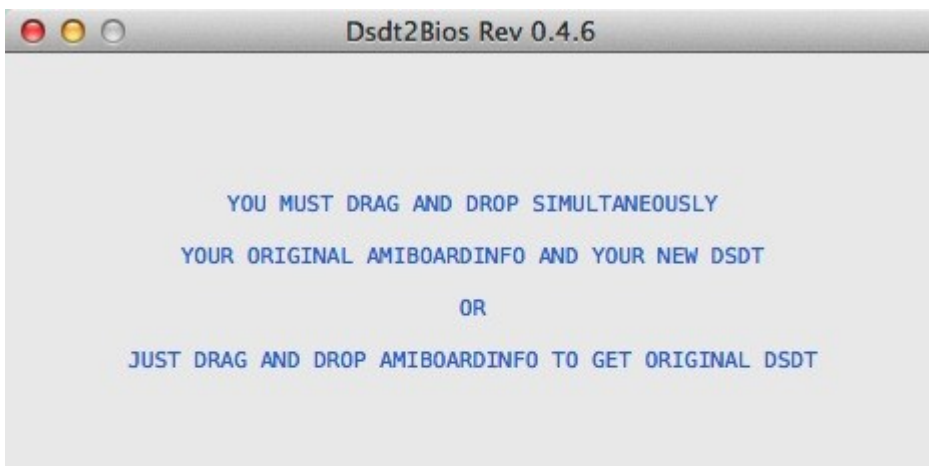 Dsdt2Bios Rev 0.4.6
YOU MUST DRAG AND DROP SIMULTANEOUSLY
YOUR ORIGINAL AMIBOARDINFO AND YOUR NEW DSDT
OR
JUST DRAG AND DROP AMIBOARDINFO TO GET ORIGINAL DSDT